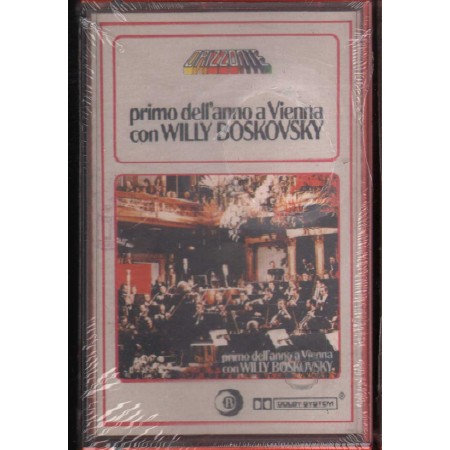 ORIZZONTE
primo dell'anno a Vienna
con WILLY BOSKOVSKY
primo dell'anno a Vienna
con WILLY BOSKOVSKY
DOLBY SYSTEM®